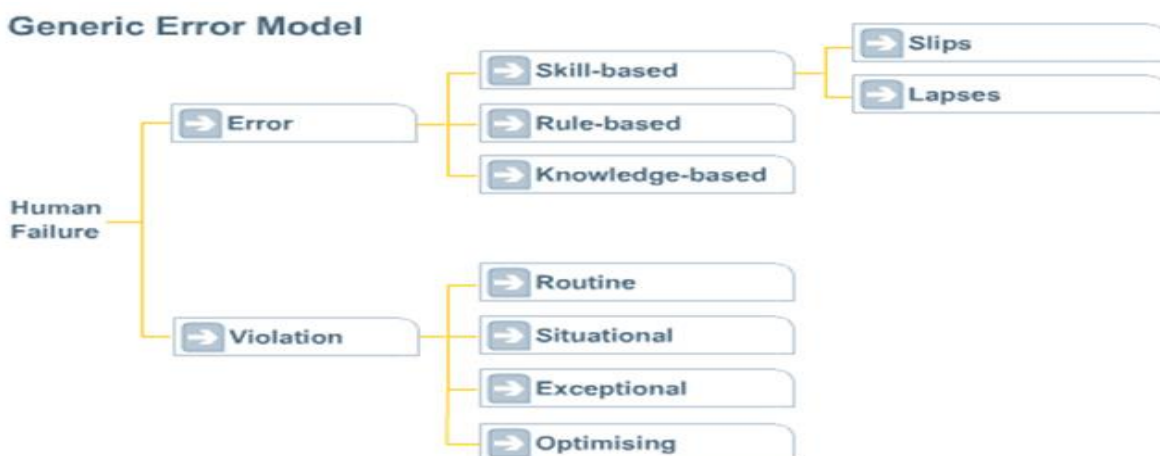 Generic Error Model
Slips
Skill-based
Lapses
Error
Rule-based
Knowledge-based
Human
Failure
Routine
Violation
Situational
Exceptional
Optimising